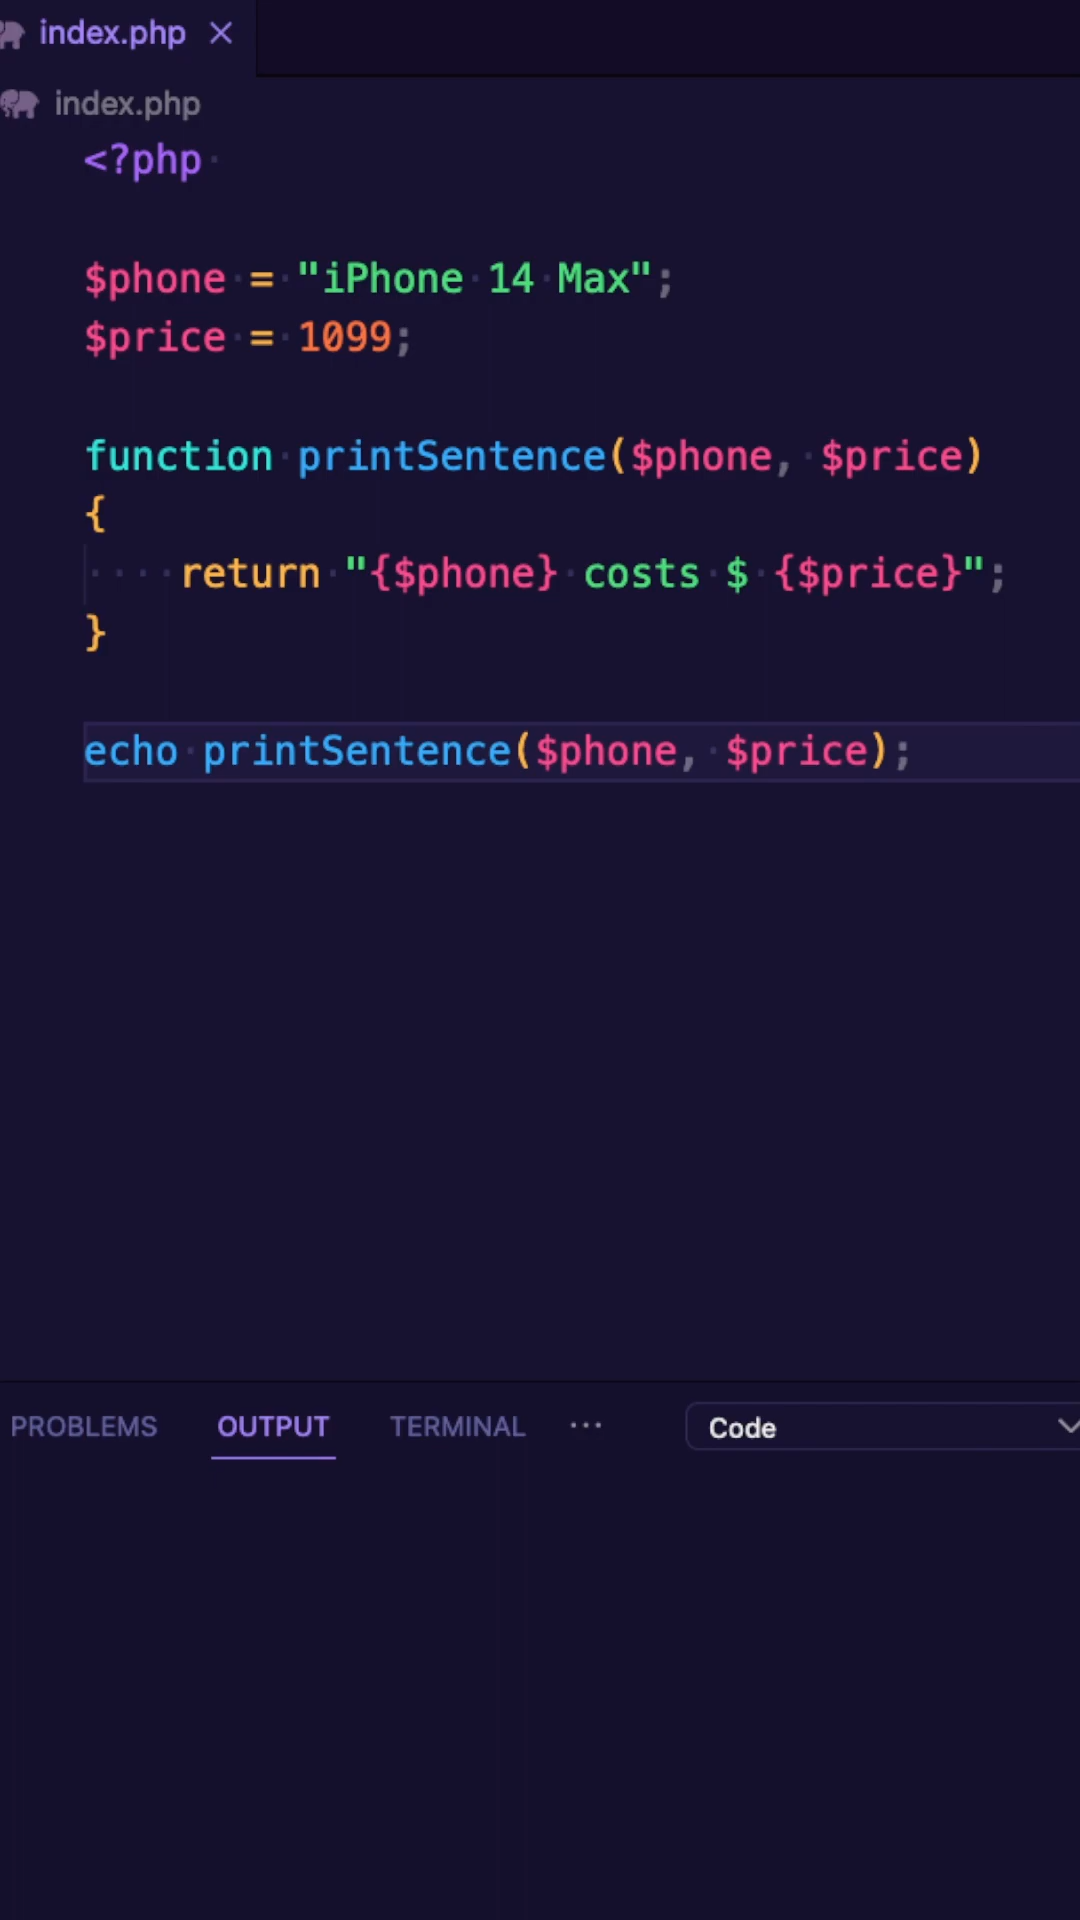 index.php
index.php
<?php
$phone = "iPhone 14 Max";
$price = 1099;
function printSentence($phone, $price)
{
    return "{$phone} costs $ {$price}";
}
echo printSentence($phone, $price);
PROBLEMS OUTPUT TERMINAL ··· Code